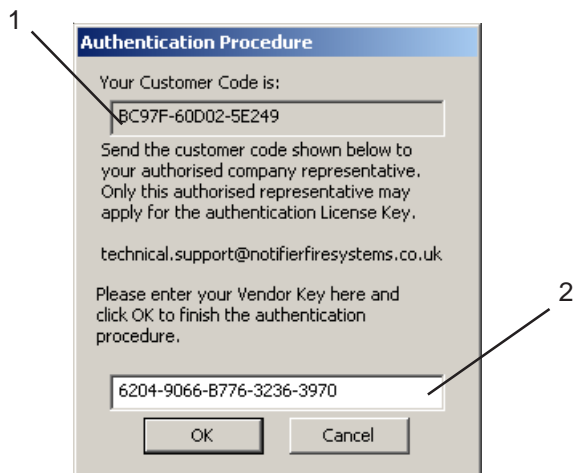 1
Authentication Procedure
Your Customer Code is:
BC97F-60D02-5E249
Send the customer code shown below to
your authorised company representative.
Only this authorised representative may
apply for the authentication License Key.
technical.support@notifierfiresystems.co.uk
Please enter your Vendor Key here and
click OK to finish the authentication
procedure.
2
6204-9066-B776-3236-3970
OK Cancel